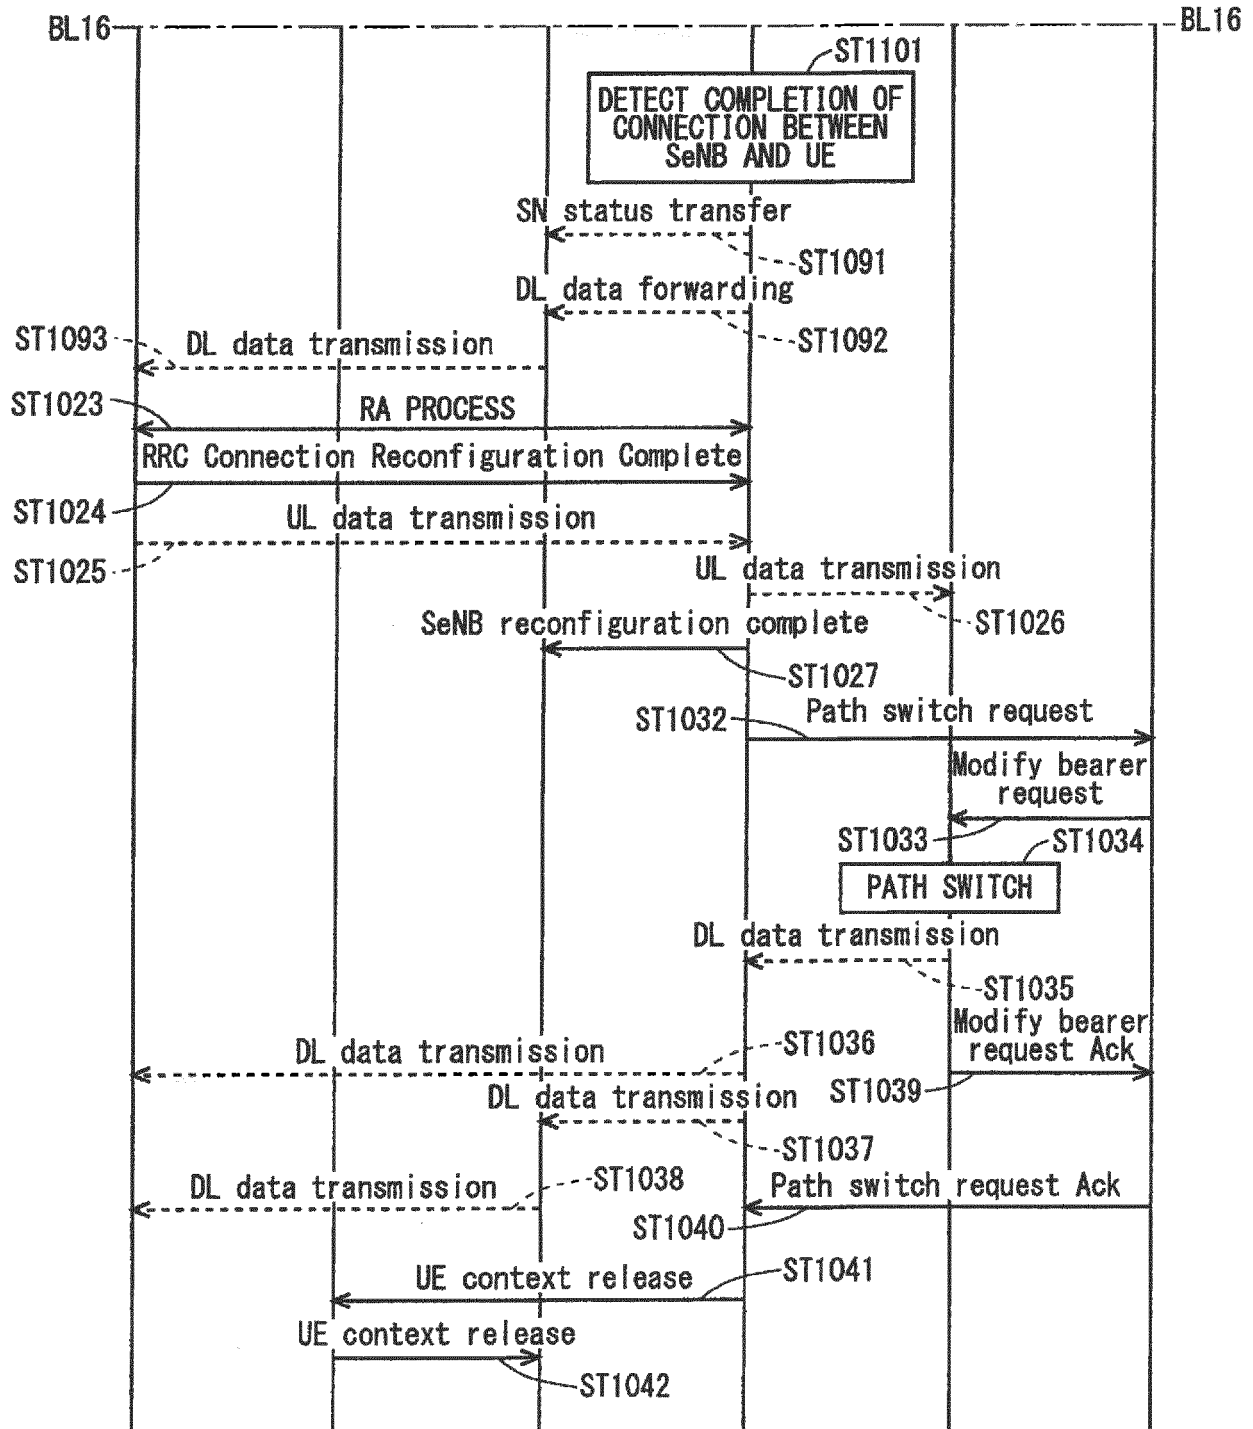 BL16
BL16
ST1101
DETECT COMPLETION OF
CONNECTION BETWEEN
SeNB AND UE
SN status transfer
ST1091
DL data forwarding
ST1092
ST1093
DL data transmission
ST1023
RA PROCESS
RRC Connection Reconfiguration Complete
ST1024
UL data transmission
ST1025
UL data transmission
ST1026
SeNB reconfiguration complete
ST1027
ST1032
Path switch request
Modify bearer
request
ST1033
ST1034
PATH SWITCH
DL data transmission
ST1035
Modify bearer
request Ack
DL data transmission
ST1036
ST1039
DL data transmission
ST1037
DL data transmission
ST1038
Path switch request Ack
ST1040
UE context release
ST1041
UE context release
ST1042